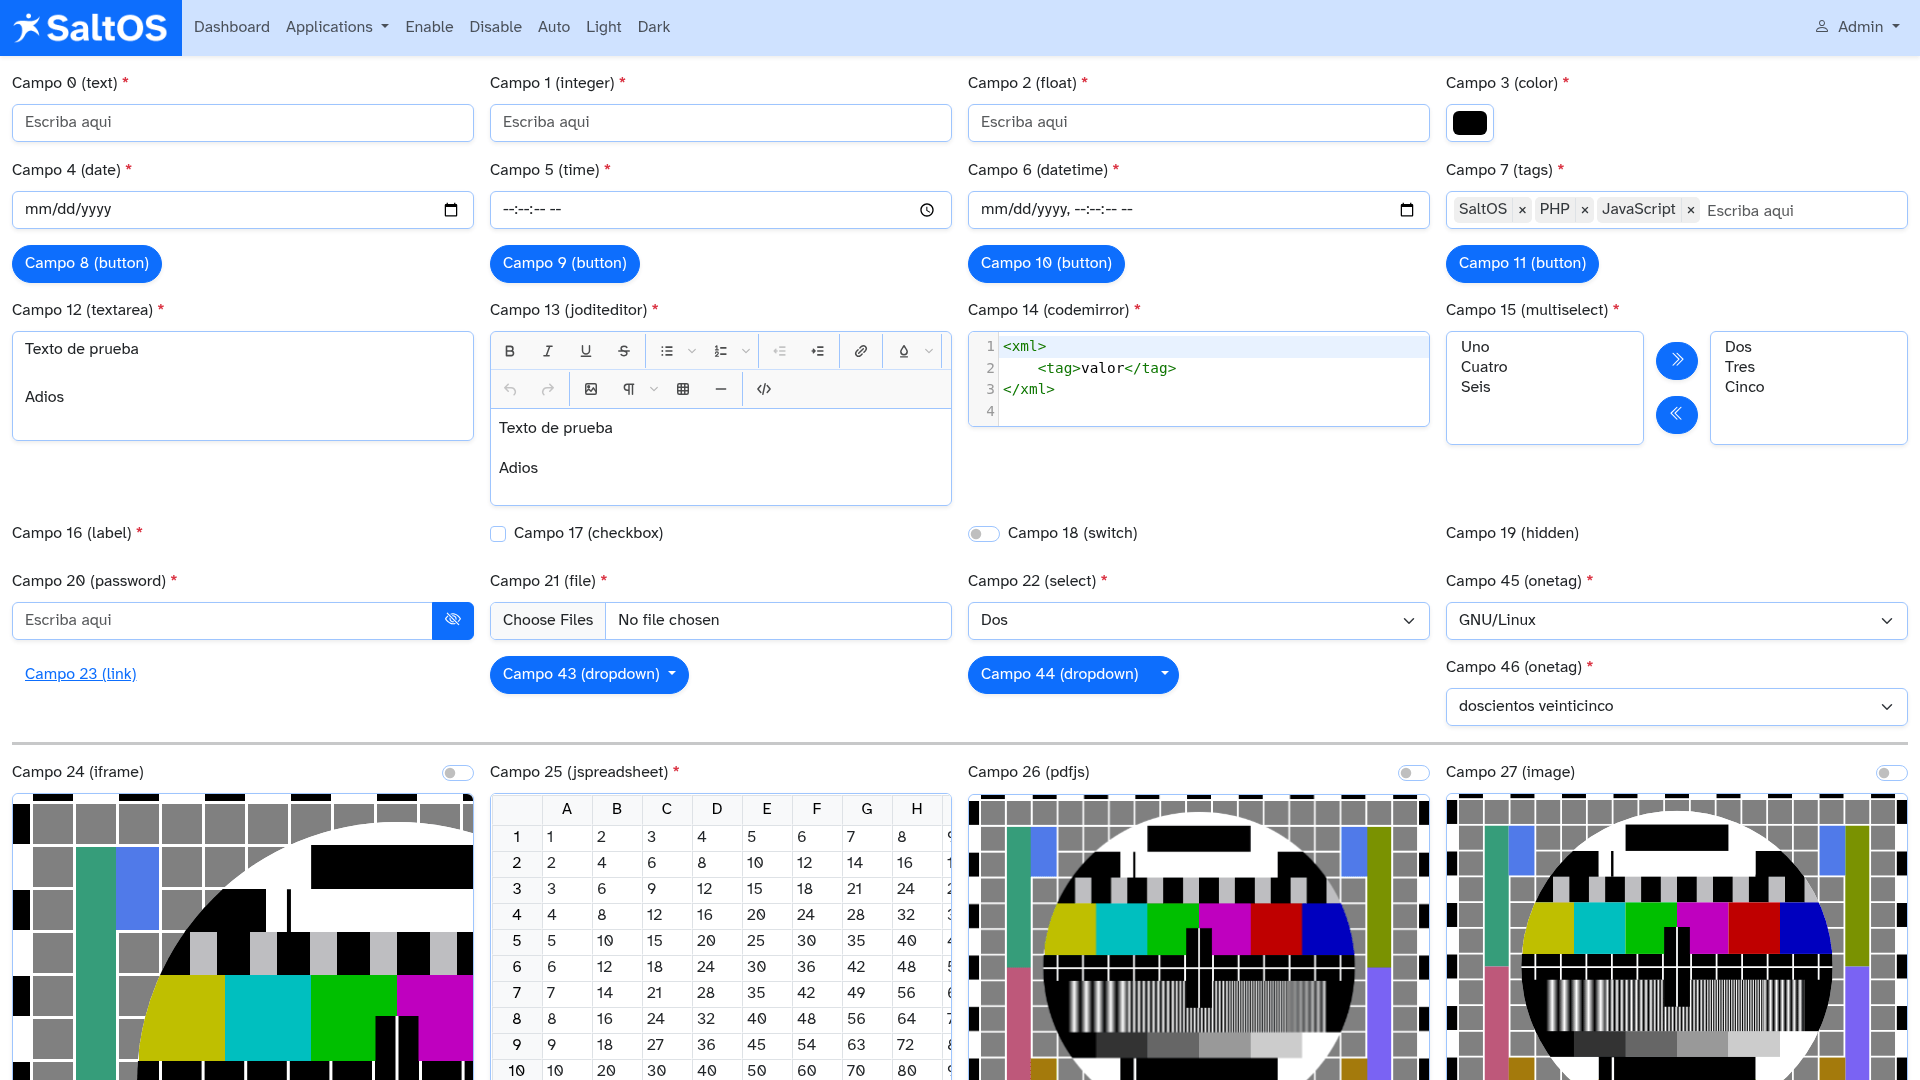 SaltOS Dashboard Applications Enable Disable Auto Light Dark Admin
Campo 0 (text) * Campo 1 (integer) * Campo 2 (float) * Campo 3 (color) *
Escriba aqui Escriba aqui Escriba aqui
Campo 4 (date) * Campo 5 (time) * Campo 6 (datetime) * Campo 7 (tags) *
mm/dd/yyyy --:--:-- -- mm/dd/yyyy, --:--:-- -- SaltOS × PHP × JavaScript × Escriba aqui
Campo 8 (button) Campo 9 (button) Campo 10 (button) Campo 11 (button)
Campo 12 (textarea) * Campo 13 (joditeditor) * Campo 14 (codemirror) * Campo 15 (multiselect) *
Texto de prueba
Adios
B I U S
</>
Texto de prueba
Adios
1 <xml>
2 <tag>valor</tag>
3 </xml>
4
Uno
Cuatro
Seis
Dos
Tres
Cinco
Campo 16 (label) * Campo 17 (checkbox) Campo 18 (switch) Campo 19 (hidden)
Campo 20 (password) * Campo 21 (file) * Campo 22 (select) * Campo 45 (onetag) *
Escriba aqui Choose Files No file chosen Dos GNU/Linux
Campo 23 (link) Campo 43 (dropdown) Campo 44 (dropdown) Campo 46 (onetag) *
doscientos veinticinco
Campo 24 (iframe) Campo 25 (jspreadsheet) * Campo 26 (pdfjs) Campo 27 (image)
A B C D E F G H
1 1 2 3 4 5 6 7 8
2 2 4 6 8 10 12 14 16
3 3 6 9 12 15 18 21 24
4 4 8 12 16 20 24 28 32
5 5 10 15 20 25 30 35 40
6 6 12 18 24 30 36 42 48
7 7 14 21 28 35 42 49 56
8 8 16 24 32 40 48 56 64
9 9 18 27 36 45 54 63 72
10 10 20 30 40 50 60 70 80